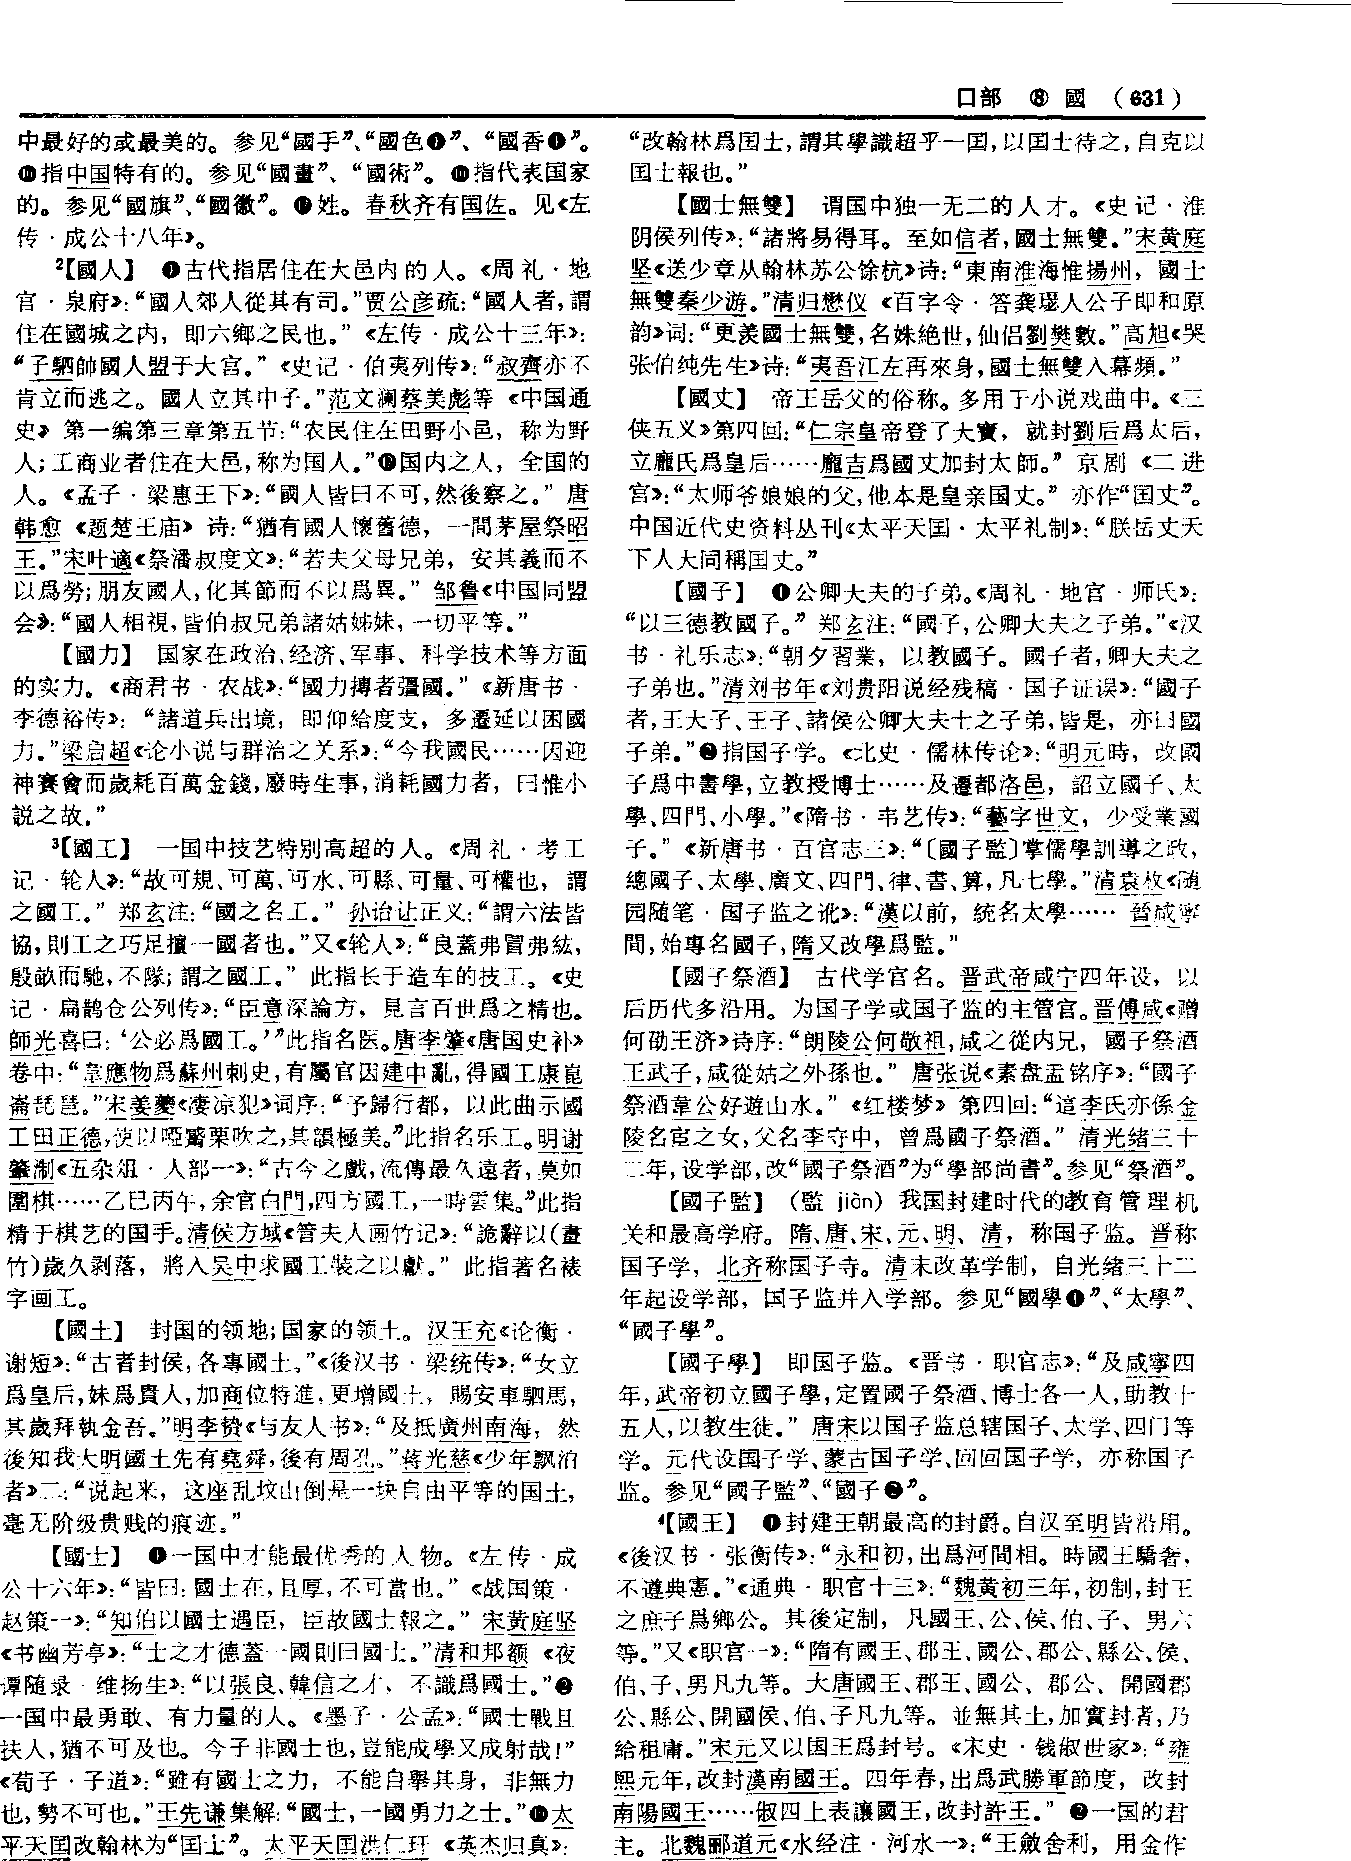 口部 ⑧ 國 (631)
中最好的或最美的。参见“國手”、“國色❶”、“國香❶”。
⓾指中国特有的。参见“國畫”、“國術”。⓫指代表国家
的。参见“國旗”、“國徽”。⓬姓。春秋齐有国佐。见《左
传·成公十八年》。
²【國人】 ❶古代指居住在大邑内的人。《周礼·地
官·泉府》：“國人郊人從其有司。”贾公彦疏：“國人者，謂
住在國城之内，即六鄉之民也。”《左传·成公十三年》：
“子駟帥國人盟于大宫。”《史记·伯夷列传》：“叔齊亦不
肯立而逃之。國人立其中子。”范文澜蔡美彪等《中国通
史》第一编第三章第五节：“农民住在田野小邑，称为野
人；工商业者住在大邑，称为国人。”❷国内之人，全国的
人。《孟子·梁惠王下》：“國人皆曰不可，然後察之。”唐
韩愈《题楚王庙》诗：“猶有國人懷舊德，一間茅屋祭昭
王。”宋叶適《祭潘叔度文》：“若夫父母兄弟，安其義而不
以爲勞；朋友國人，化其節而不以爲異。”邹鲁《中国同盟
会》：“國人相視，皆伯叔兄弟諸姑姊妹，一切平等。”
【國力】 国家在政治、经济、军事、科学技术等方面
的实力。《商君书·农战》：“國力摶者彊國。”《新唐书·
李德裕传》：“諸道兵出境，即仰給度支，多遷延以困國
力。”梁启超《论小说与群治之关系》：“今我國民……因迎
神賽會而歲耗百萬金錢，廢時生事，消耗國力者，曰惟小
説之故。”
³【國工】 一国中技艺特别高超的人。《周礼·考工
记·轮人》：“故可規、可萬、可水、可縣、可量、可權也，謂
之國工。”郑玄注：“國之名工。”孙诒让正义：“謂六法皆
協，則工之巧足擅一國者也。”又《轮人》：“良蓋弗冒弗紘，
殷畝而馳，不隊；謂之國工。”此指长于造车的技工。《史
记·扁鹊仓公列传》：“臣意深論方，見言百世爲之精也。
師光喜曰：‘公必爲國工。’”此指名医。唐李肇《唐国史补》
卷中：“韋應物爲蘇州刺史，有屬官因建中亂，得國工康崑
崙琵琶。”宋姜夔《凄凉犯》词序：“予歸行都，以此曲示國
工田正德，使以啞觱栗吹之，其韻極美。”此指名乐工。明谢
肇淛《五杂俎·人部一》：“古今之戲，流傳最久遠者，莫如
圍棋……乙巳丙午，余官白門，四方國工，一時雲集。”此指
精于棋艺的国手。清侯方域《管夫人画竹记》：“詭辭以(畫
竹)歲久剥落，將入吴中求國工裝之以獻。”此指著名裱
字画工。
【國土】 封国的领地；国家的领土。汉王充《论衡·
谢短》：“古者封侯，各專國土。”《後汉书·梁统传》：“女立
爲皇后，妹爲貴人，加商位特進，更增國土，賜安車駟馬，
其歲拜執金吾。”明李贽《与友人书》：“及抵廣州南海，然
後知我大明國土先有堯舜，後有周孔。”蒋光慈《少年飘泊
者》二：“说起来，这座乱坟山倒是一块自由平等的国土，
毫无阶级贵贱的痕迹。”
【國士】 ❶一国中才能最优秀的人物。《左传·成
公十六年》：“皆曰：國士在，且厚，不可當也。”《战国策·
赵策一》：“知伯以國士遇臣，臣故國士報之。”宋黄庭坚
《书幽芳亭》：“士之才德蓋一國則曰國士。”清和邦额《夜
谭随录·维扬生》：“以張良、韓信之才，不識爲國士。”❷
一国中最勇敢、有力量的人。《墨子·公孟》：“國士戰且
扶人，猶不可及也。今子非國士也，豈能成學又成射哉！”
《荀子·子道》：“雖有國士之力，不能自舉其身，非無力
也，勢不可也。”王先谦集解：“國士，一國勇力之士。”❸太
平天国改翰林为“国士”。太平天囯洪仁玕《英杰归真》：
“改翰林爲囯士，謂其學識超乎一囯，以囯士待之，自克以
囯士報也。”
【國士無雙】 谓国中独一无二的人才。《史记·淮
阴侯列传》：“諸將易得耳。至如信者，國士無雙。”宋黄庭
坚《送少章从翰林苏公馀杭》诗：“東南淮海惟揚州，國士
無雙秦少游。”清归懋仪《百字令·答龚璱人公子即和原
韵》词：“更羨國士無雙，名姝絶世，仙侣劉樊數。”高旭《哭
张伯纯先生》诗：“夷吾江左再來身，國士無雙入幕頻。”
【國丈】 帝王岳父的俗称。多用于小说戏曲中。《三
侠五义》第四回：“仁宗皇帝登了大寶，就封劉后爲太后，
立龐氏爲皇后……龐吉爲國丈加封太師。”京剧《二进
宫》：“太师爷娘娘的父，他本是皇亲国丈。”亦作“囯丈”。
中国近代史资料丛刊《太平天国·太平礼制》：“朕岳丈天
下人大同稱囯丈。”
【國子】 ❶公卿大夫的子弟。《周礼·地官·师氏》：
“以三德教國子。”郑玄注：“國子，公卿大夫之子弟。”《汉
书·礼乐志》：“朝夕習業，以教國子。國子者，卿大夫之
子弟也。”清刘书年《刘贵阳说经残稿·国子证误》：“國子
者，王大子、王子、諸侯公卿大夫士之子弟，皆是，亦曰國
子弟。”❷指国子学。《北史·儒林传论》：“明元時，改國
子爲中書學，立教授博士……及遷都洛邑，詔立國子、太
學、四門、小學。”《隋书·韦艺传》：“藝字世文，少受業國
子。”《新唐书·百官志三》：“〔國子監〕掌儒學訓導之政，
總國子、太學、廣文、四門、律、書、算，凡七學。”清袁枚《随
园随笔·国子监之讹》：“漢以前，統名太學……晉咸寧
間，始專名國子，隋又改學爲監。”
【國子祭酒】 古代学官名。晋武帝咸宁四年设，以
后历代多沿用。为国子学或国子监的主管官。晋傅咸《赠
何劭王济》诗序：“朗陵公何敬祖，咸之從内兄，國子祭酒
王武子，咸從姑之外孫也。”唐张说《素盘盂铭序》：“國子
祭酒韋公好遊山水。”《红楼梦》第四回：“這李氏亦係金
陵名宦之女，父名李守中，曾爲國子祭酒。”清光绪三十
二年，设学部，改“國子祭酒”为“學部尚書”。参见“祭酒”。
【國子監】 (監 jiàn) 我国封建时代的教育管理机
关和最高学府。隋、唐、宋、元、明、清，称国子监。晋称
国子学，北齐称国子寺。清末改革学制，自光绪三十二
年起设学部，国子监并入学部。参见“國學❶”、“太學”、
“國子學”。
【國子學】 即国子监。《晋书·职官志》：“及咸寧四
年，武帝初立國子學，定置國子祭酒、博士各一人，助教十
五人，以教生徒。”唐宋以国子监总辖国子、太学、四门等
学。元代设国子学、蒙古国子学、回回国子学，亦称国子
监。参见“國子監”、“國子❷”。
⁴【國王】 ❶封建王朝最高的封爵。自汉至明皆沿用。
《後汉书·张衡传》：“永和初，出爲河間相。時國王驕奢，
不遵典憲。”《通典·职官十三》：“魏黄初三年，初制，封王
之庶子爲鄉公。其後定制，凡國王、公、侯、伯、子、男六
等。”又《职官一》：“隋有國王、郡王、國公、郡公、縣公、侯、
伯、子、男凡九等。大唐國王、郡王、國公、郡公、開國郡
公、縣公、開國侯、伯、子凡九等。並無其土，加實封者，乃
給租庸。”宋元又以国王爲封号。《宋史·钱俶世家》：“雍
熙元年，改封漢南國王。四年春，出爲武勝軍節度，改封
南陽國王……俶四上表讓國王，改封許王。”❷一国的君
主。北魏郦道元《水经注·河水一》：“王斂舍利，用金作